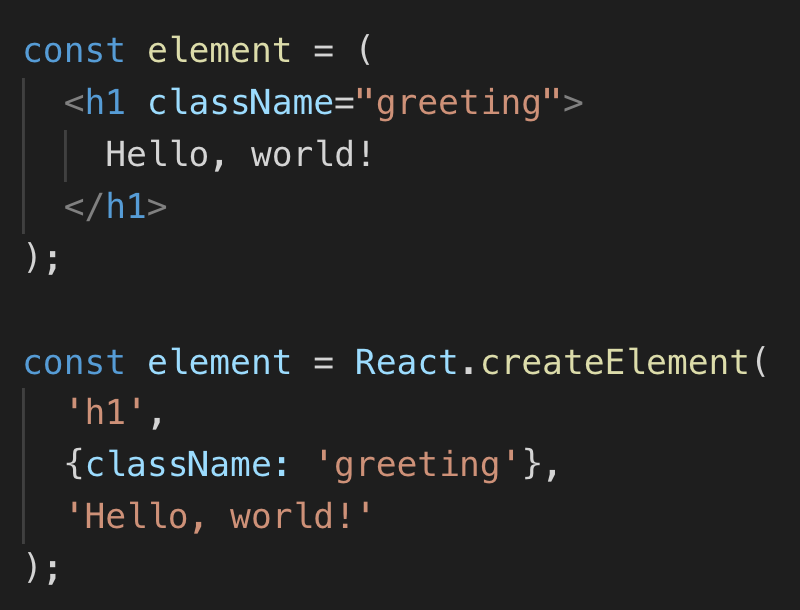 const element = (
  <h1 className="greeting">
    Hello, world!
  </h1>
);

const element = React.createElement(
  'h1',
  {className: 'greeting'},
  'Hello, world!'
);